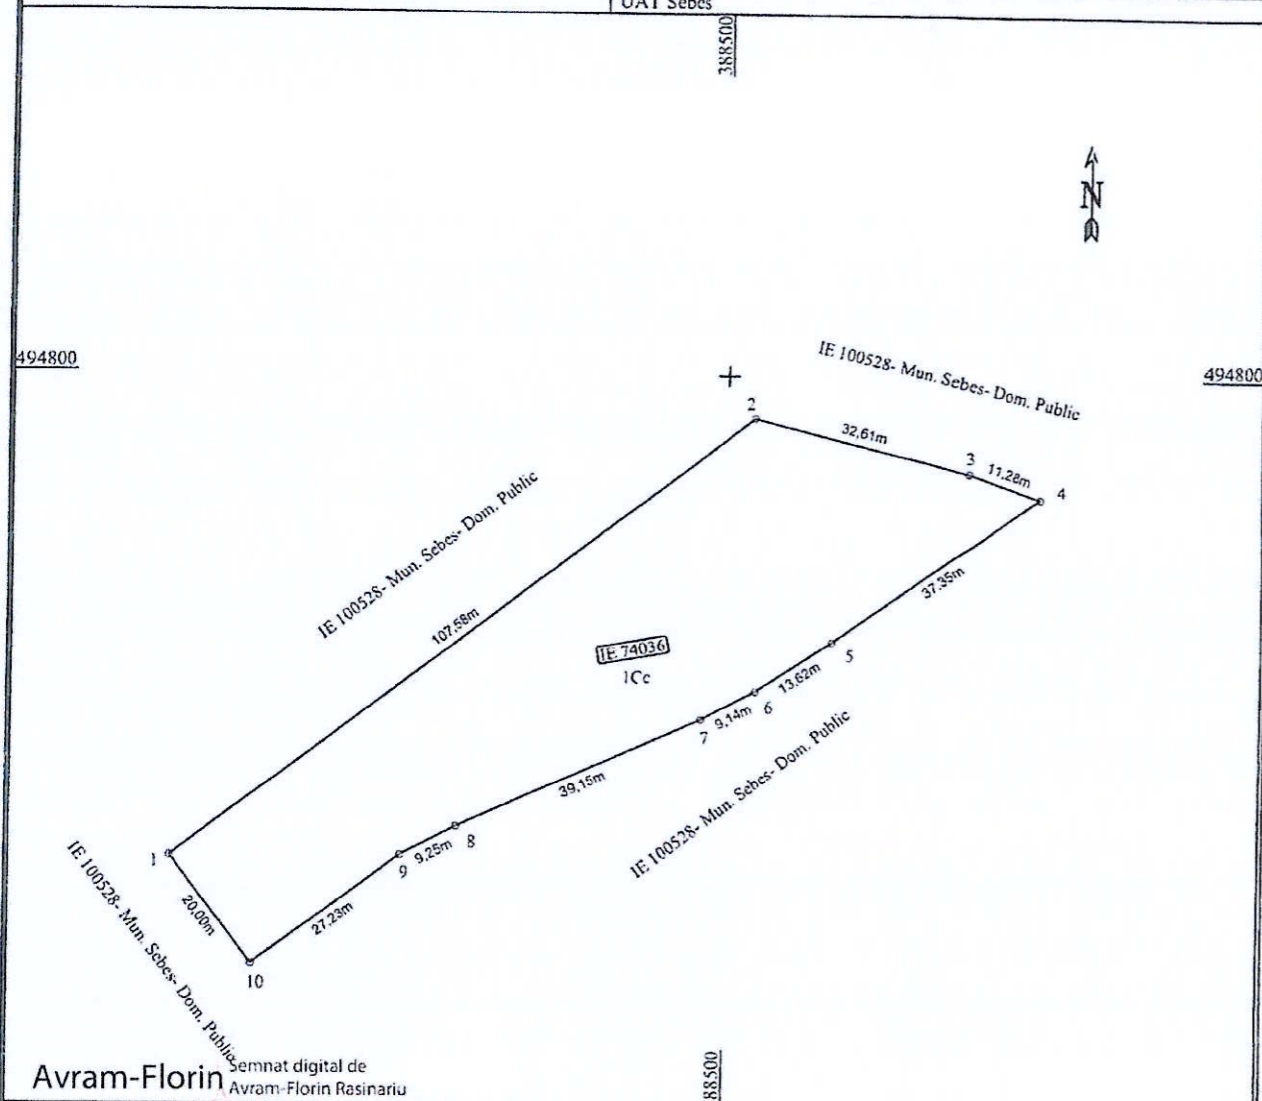 UAT Sebes
388500
N
494800
494800
IE 100528- Mun. Sebes- Dom. Public
2
32,61m
3
11,28m
4
IE 100528- Mun. Sebes- Dom. Public
107,58m
37,35m
IE 74036
1Cc
5
13,62m
6
9,14m
7
IE 100528- Mun. Sebes- Dom. Public
39,15m
8
9,25m
9
1
IE 100528- Mun. Sebes- Dom. Public
20,00m
27,23m
10
Avram-Florin
Semnat digital de
Avram-Florin Rasinariu
88500